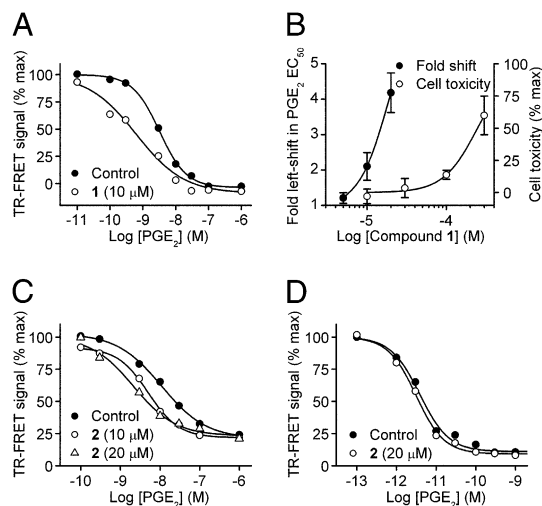 A
TR-FRET signal (% max)
100
75
50
25
0
Control
1 (10 μM)
-11 -10 -9 -8 -7 -6
Log [PGE2] (M)
B
Fold left-shift in PGE2 EC50
5
4
3
2
1
Fold shift
Cell toxicity
100
75
50
25
0
Cell toxicity (% max)
-5 -4
Log [Compound 1] (M)
C
TR-FRET signal (% max)
100
75
50
25
0
Control
2 (10 μM)
2 (20 μM)
-10 -9 -8 -7 -6
Log [PGE2] (M)
D
TR-FRET signal (% max)
100
75
50
25
0
Control
2 (20 μM)
-13 -12 -11 -10 -9
Log [PGE2] (M)